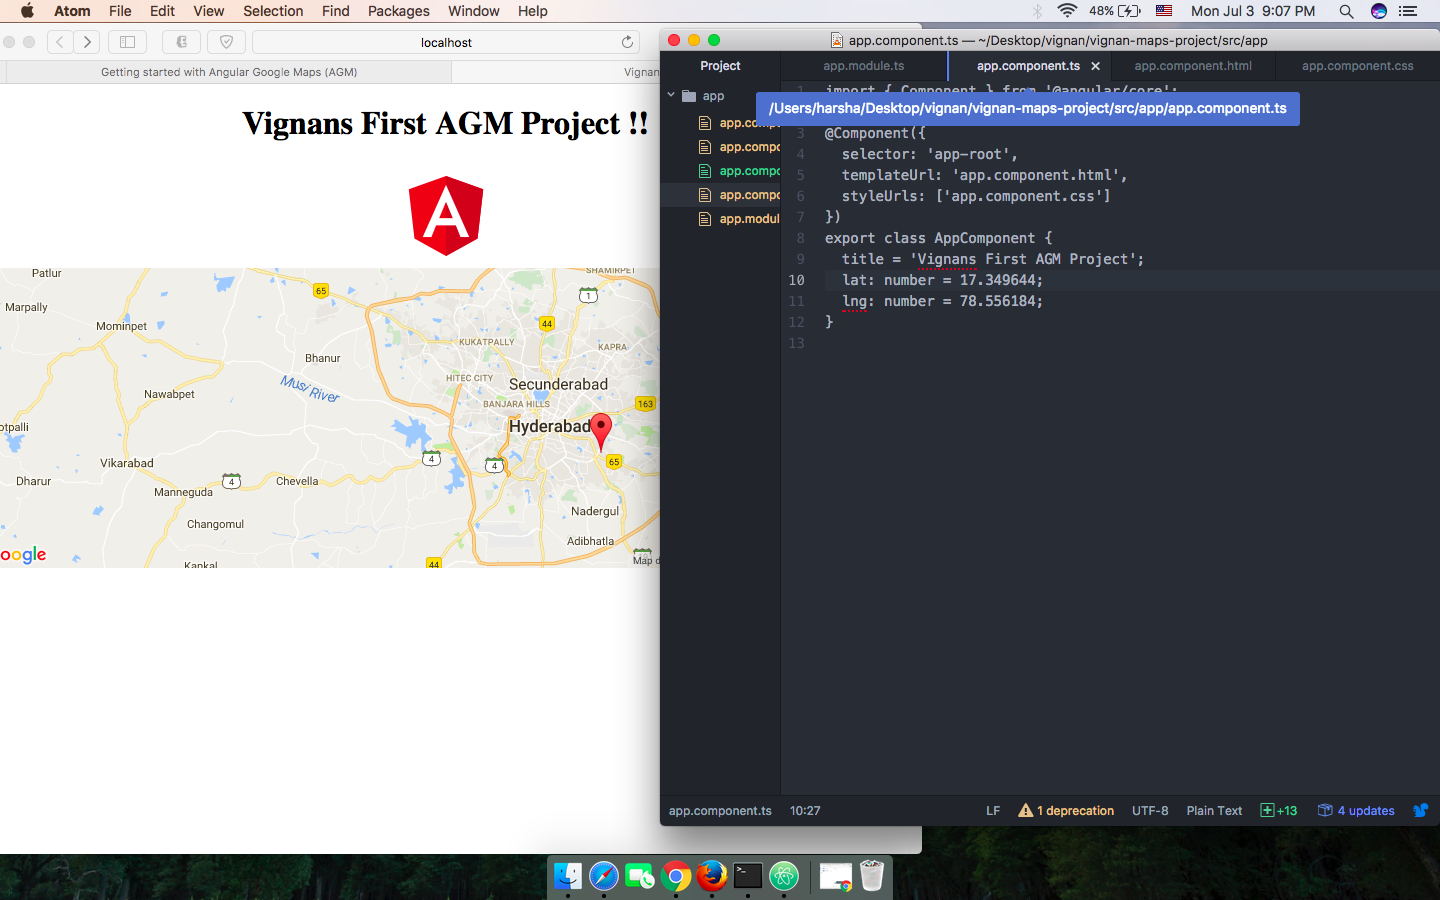 Atom File Edit View Selection Find Packages Window Help
48% Mon Jul 3 9:07 PM
localhost
Getting started with Angular Google Maps (AGM)
Vignan
Vignans First AGM Project !!
A
Patlur
SHAMIRPET
65
1
Marpally
Mominpet
44
KUKATPALLY
KAPRA
Bhanur
HITEC CITY
Secunderabad
Musi River
Nawabpet
BANJARA HILLS
163
otpalli
Hyderabad
Vikarabad
4
4
65
Dharur
4
Chevella
Manneguda
Nadergul
Changomul
Adibhatla
oogle
Kankal
44
Map d
app.component.ts — ~/Desktop/vignan/vignan-maps-project/src/app
Project
app.module.ts
app.component.ts
app.component.html
app.component.css
app
app.comp
app.compo
app.compo
app.compo
app.modul
/Users/harsha/Desktop/vignan/vignan-maps-project/src/app/app.component.ts
1 import { Component } from '@angular/core';
3 @Component({
4 selector: 'app-root',
5 templateUrl: 'app.component.html',
6 styleUrls: ['app.component.css']
7 })
8 export class AppComponent {
9 title = 'Vignans First AGM Project';
10 lat: number = 17.349644;
11 lng: number = 78.556184;
12 }
13
app.component.ts 10:27
LF 1 deprecation UTF-8 Plain Text +13 4 updates